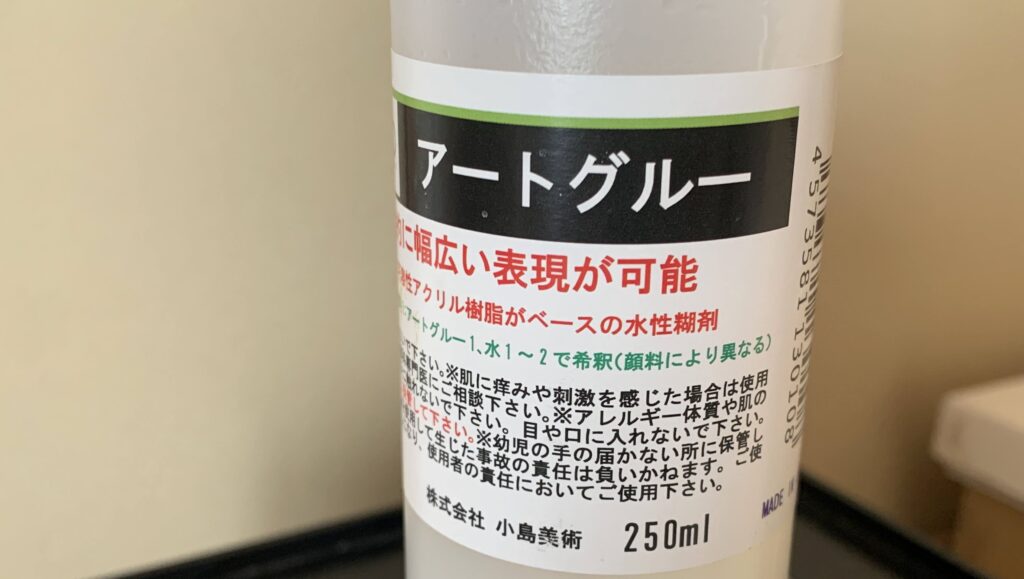 アートグルー
に幅広い表現が可能
性アクリル樹脂がベースの水性糊剤
アートグルー1、水1～2で希釈(顔料により異なる)
で下さい。※肌に痒みや刺激を感じた場合は使用
専門医にご相談下さい。※アレルギー体質や肌の
れないで下さい。目や口に入れないで下さい。
して下さい。※幼児の手の届かない所に保管し
して生じた事故の責任は負いかねます。ご使
、使用者の責任においてご使用下さい。
株式会社 小島美術
250ml
MADE IN
4 573581 130108